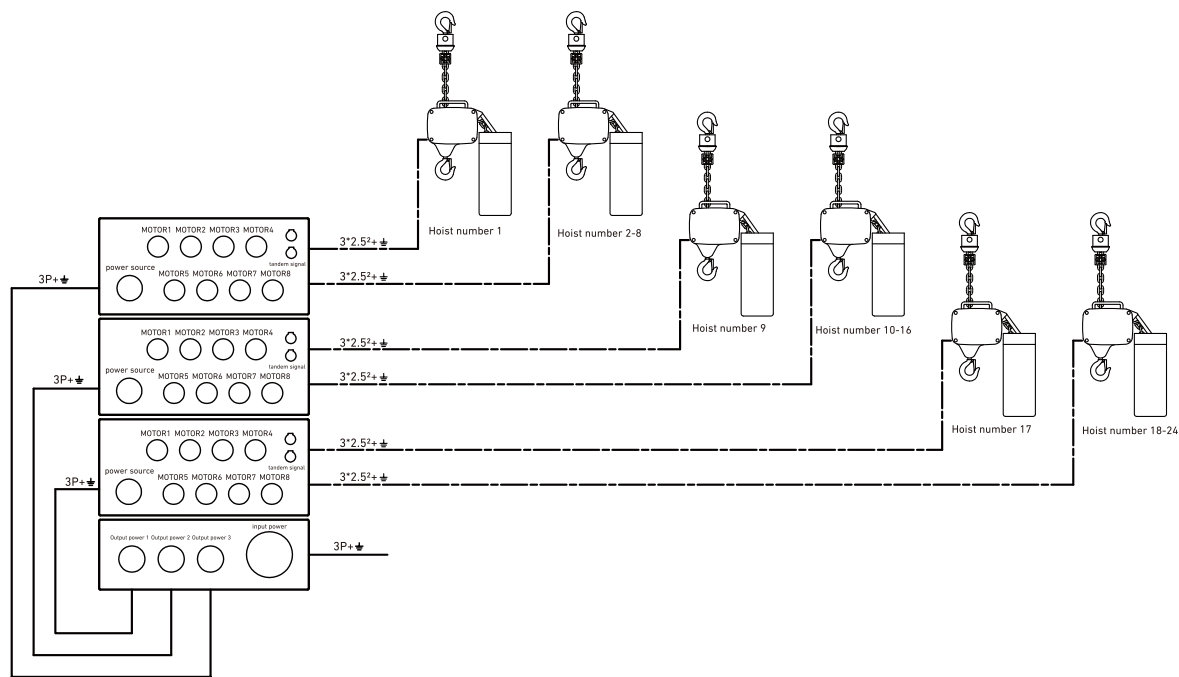 Hoist number 1
Hoist number 2-8
MOTOR1 MOTOR2 MOTOR3 MOTOR4
tandem signal
power source
MOTOR5 MOTOR6 MOTOR7 MOTOR8
3P+⏚
3*2.5²+⏚
3*2.5²+⏚
Hoist number 9
Hoist number 10-16
MOTOR1 MOTOR2 MOTOR3 MOTOR4
tandem signal
power source
MOTOR5 MOTOR6 MOTOR7 MOTOR8
3P+⏚
3*2.5²+⏚
3*2.5²+⏚
Hoist number 17
Hoist number 18-24
MOTOR1 MOTOR2 MOTOR3 MOTOR4
tandem signal
power source
MOTOR5 MOTOR6 MOTOR7 MOTOR8
3P+⏚
3*2.5²+⏚
3*2.5²+⏚
input power
Output power 1 Output power 2 Output power 3
3P+⏚